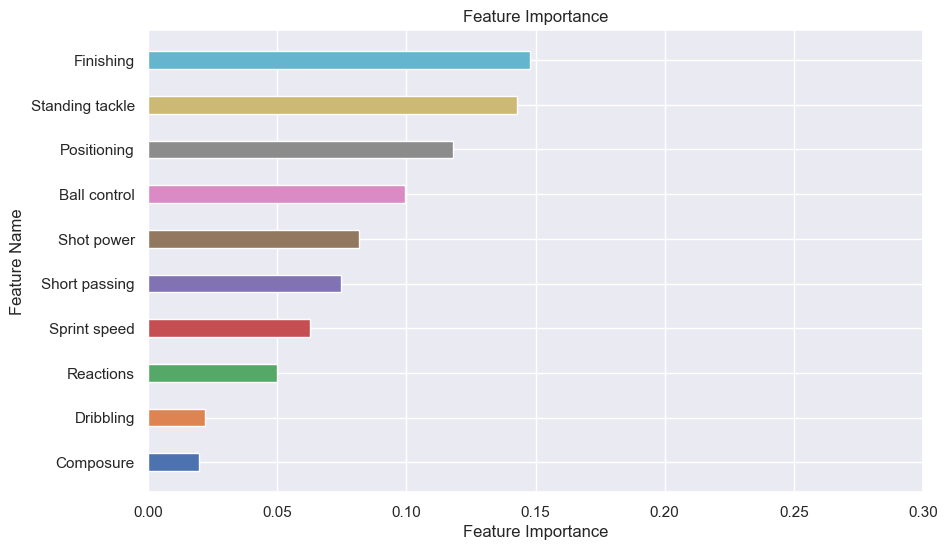 Feature Importance
Finishing
Standing tackle
Positioning
Ball control
Shot power
Short passing
Sprint speed
Reactions
Dribbling
Composure
Feature Name
0.00 0.05 0.10 0.15 0.20 0.25 0.30
Feature Importance